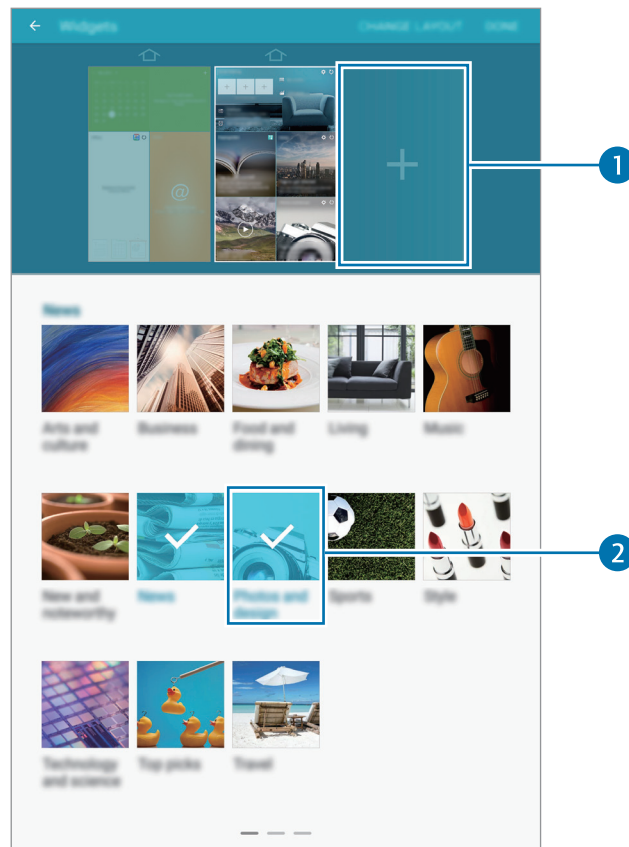 Widgets
CHANGE LAYOUT
DONE
@
1
News
Arts and
culture
Business
Food and
dining
Living
Music
2
New and
noteworthy
News
Photos and
design
Sports
Style
Technology
and science
Top picks
Travel